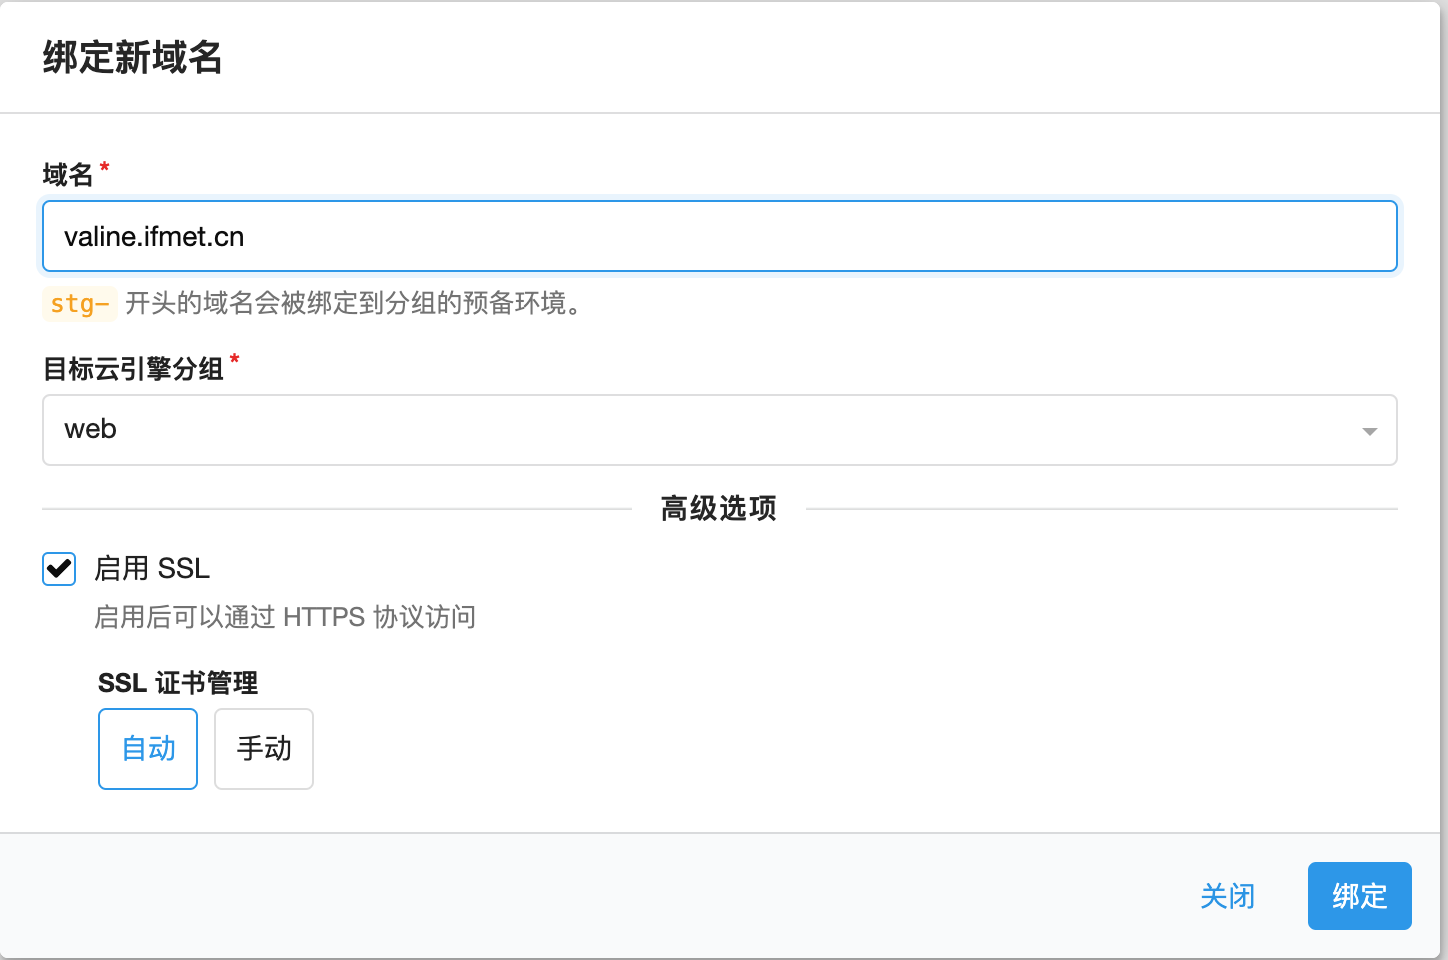 绑定新域名
域名 *
valine.ifmet.cn
stg- 开头的域名会被绑定到分组的预备环境。
目标云引擎分组 *
web
高级选项
启用 SSL
启用后可以通过 HTTPS 协议访问
SSL 证书管理
自动 手动
关闭 绑定